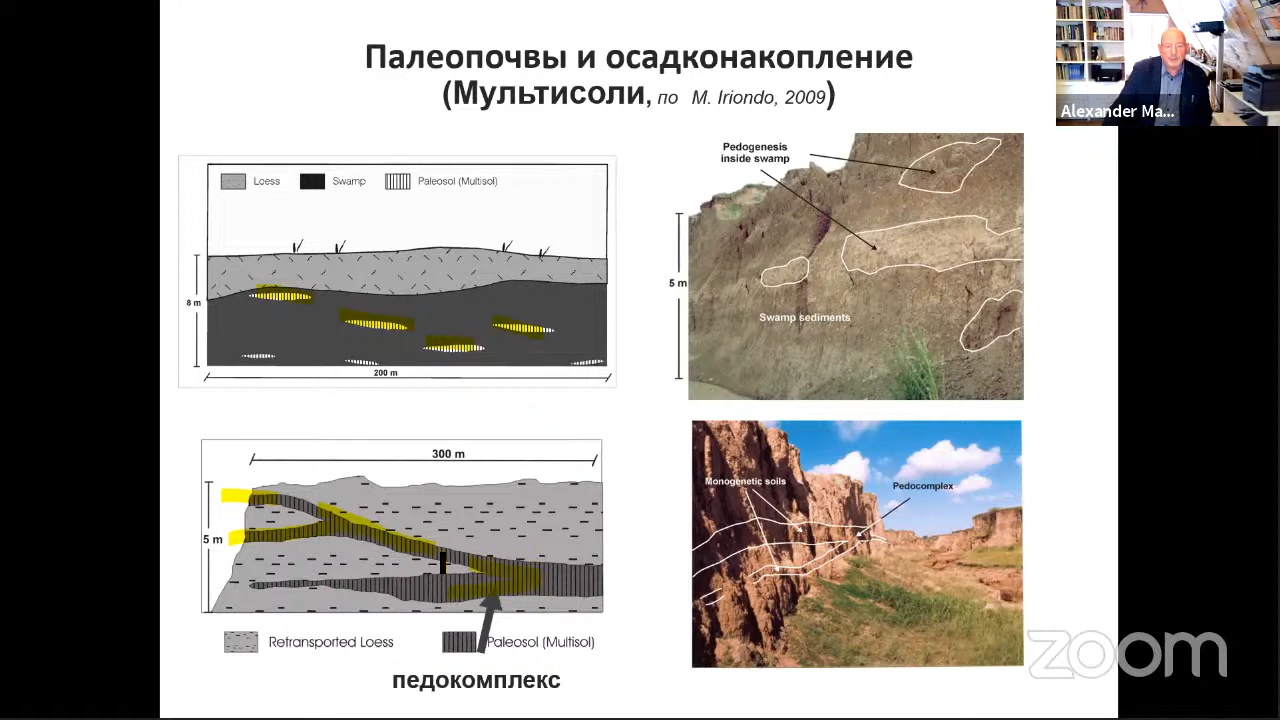 Палеопочвы и осадконакопление
(Мультисоли, по M. Iriondo, 2009)
Alexander Ma...
Loess
Swamp
Paleosol (Multisol)
8 m
200 m
Pedogenesis
inside swamp
5 m
Swamp sediments
300 m
5 m
Retransported Loess
Paleosol (Multisol)
педокомплекс
Monogenetic soils
Pedocomplex
zoom